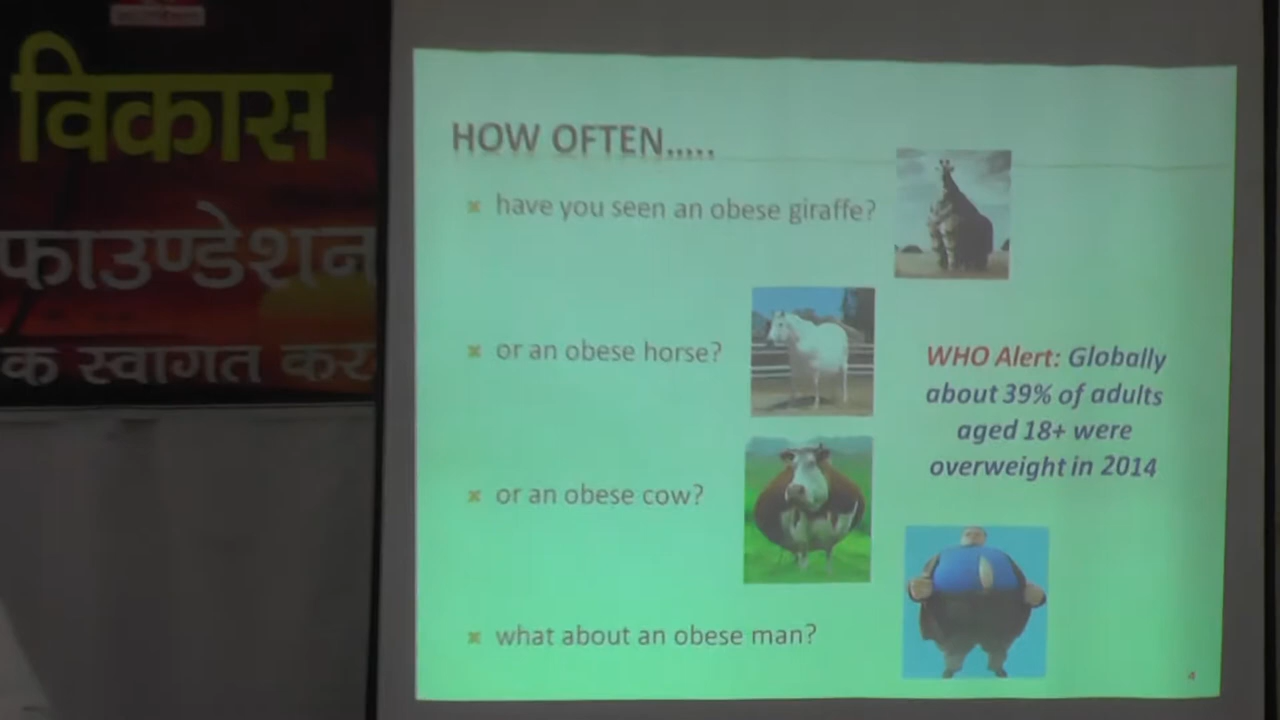 विकास
फाउण्डेशन
क स्वागत कर
HOW OFTEN.....
have you seen an obese giraffe?
or an obese horse?
WHO Alert: Globally
about 39% of adults
aged 18+ were
overweight in 2014
or an obese cow?
what about an obese man?
4